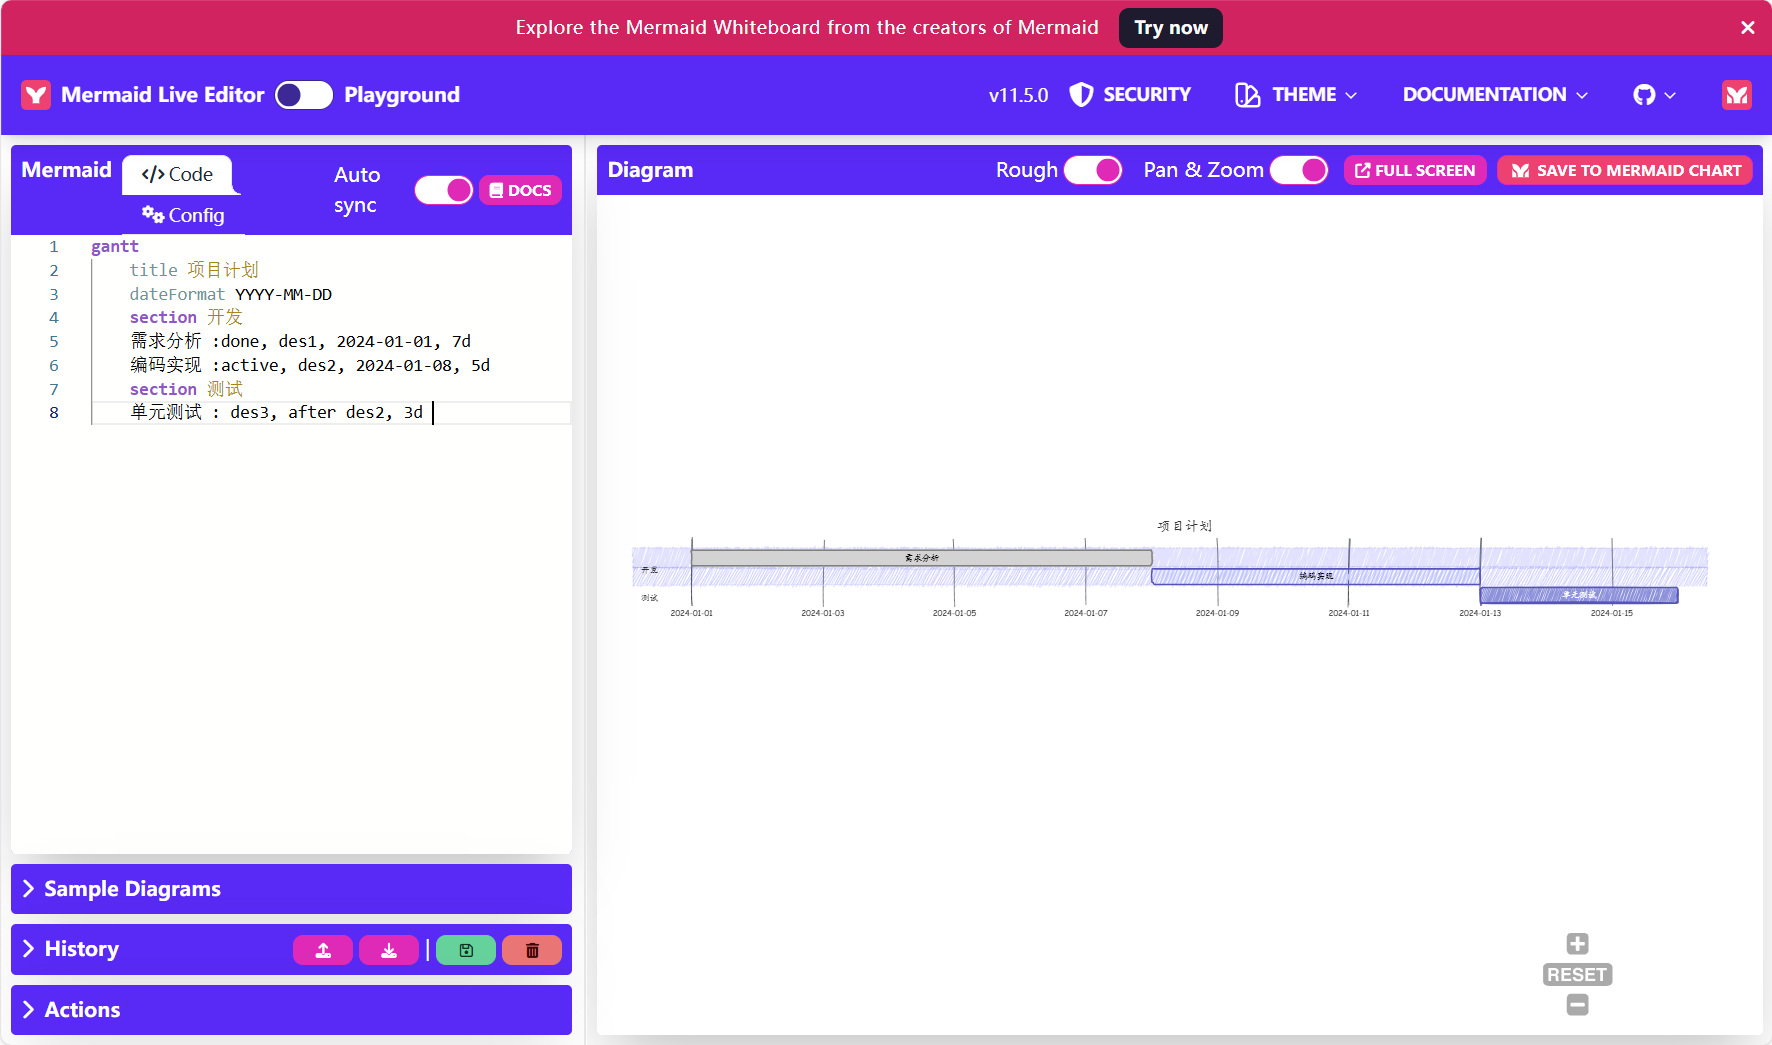 Explore the Mermaid Whiteboard from the creators of Mermaid Try now
Mermaid Live Editor Playground v11.5.0 SECURITY THEME DOCUMENTATION
Mermaid Code Auto sync DOCS
Config
1 gantt
2 title 项目计划
3 dateFormat YYYY-MM-DD
4 section 开发
5 需求分析 :done, des1, 2024-01-01, 7d
6 编码实现 :active, des2, 2024-01-08, 5d
7 section 测试
8 单元测试 : des3, after des2, 3d
Sample Diagrams
History
Actions
Diagram Rough Pan & Zoom FULL SCREEN SAVE TO MERMAID CHART
项目计划
需求分析
开发
编码实现
测试
单元测试
2024-01-01 2024-01-03 2024-01-05 2024-01-07 2024-01-09 2024-01-11 2024-01-13 2024-01-15
RESET